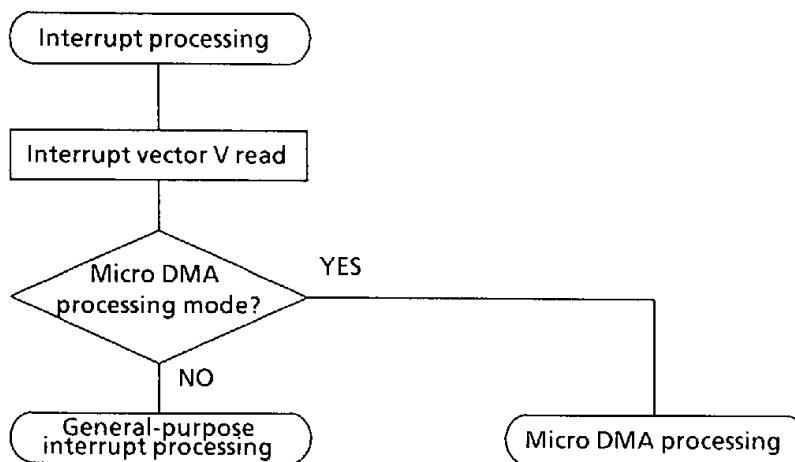 Interrupt processing
Interrupt vector V read
Micro DMA
processing mode?
YES
NO
General-purpose
interrupt processing
Micro DMA processing